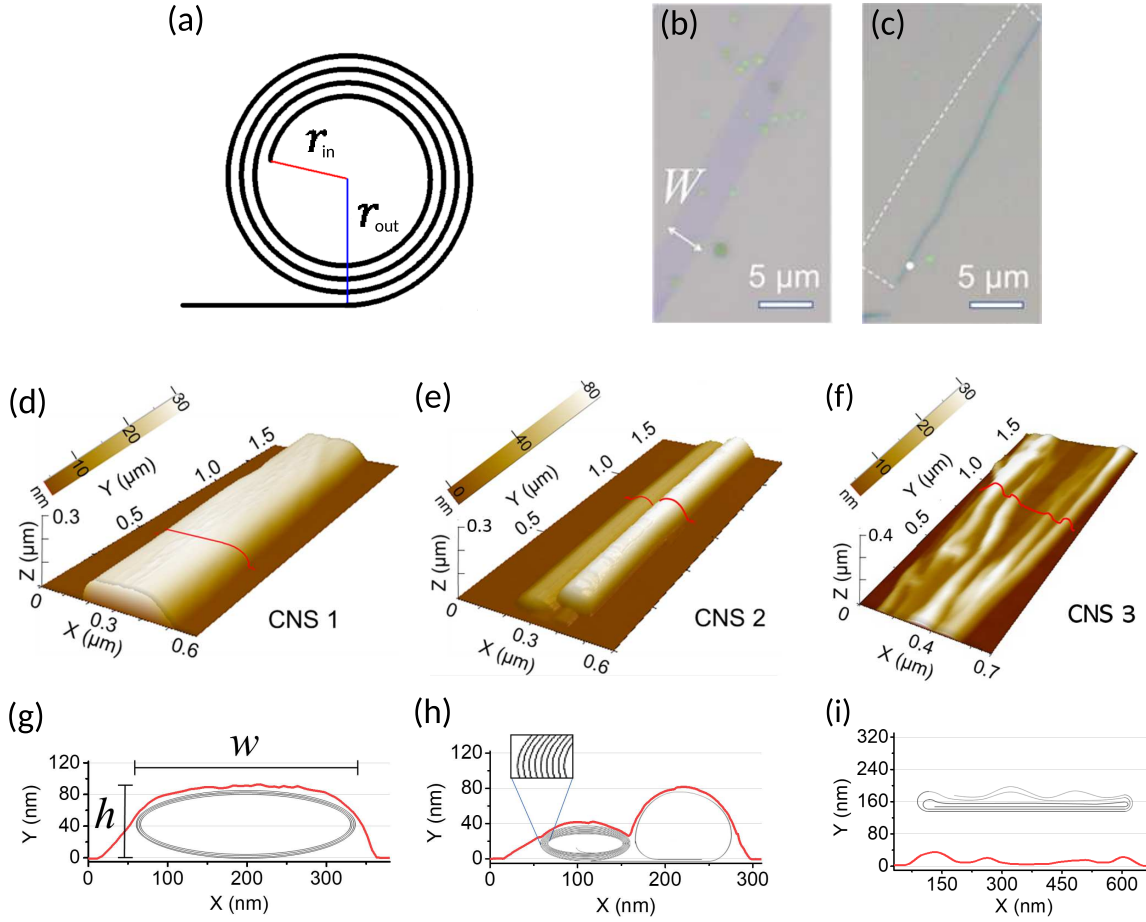 (a)
r in
r out
(b)
W
5 μm
(c)
5 μm
(d)
nm 10 20 30
Z (μm)
0.3
0
Y (μm)
0.5 1.0 1.5
X (μm)
0.3 0.6
CNS 1
(e)
nm 0 40 80
Z (μm)
0.3
0
Y (μm)
0.5 1.0 1.5
X (μm)
0.3 0.6
CNS 2
(f)
nm 10 20 30
Z (μm)
0.4
0
Y (μm)
0.5 1.0 1.5
X (μm)
0.4 0.7
CNS 3
(g)
w
h
Y (nm)
120
80
40
0
0 100 200 300
X (nm)
(h)
Y (nm)
120
80
40
0
0 100 200 300
X (nm)
(i)
Y (nm)
320
240
160
80
0
150 300 450 600
X (nm)